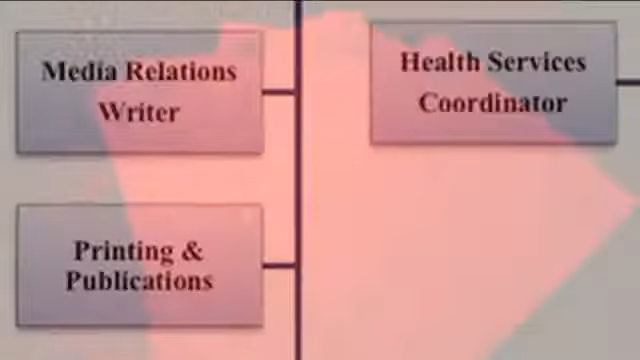 Media Relations
Writer
Health Services
Coordinator
Printing &
Publications